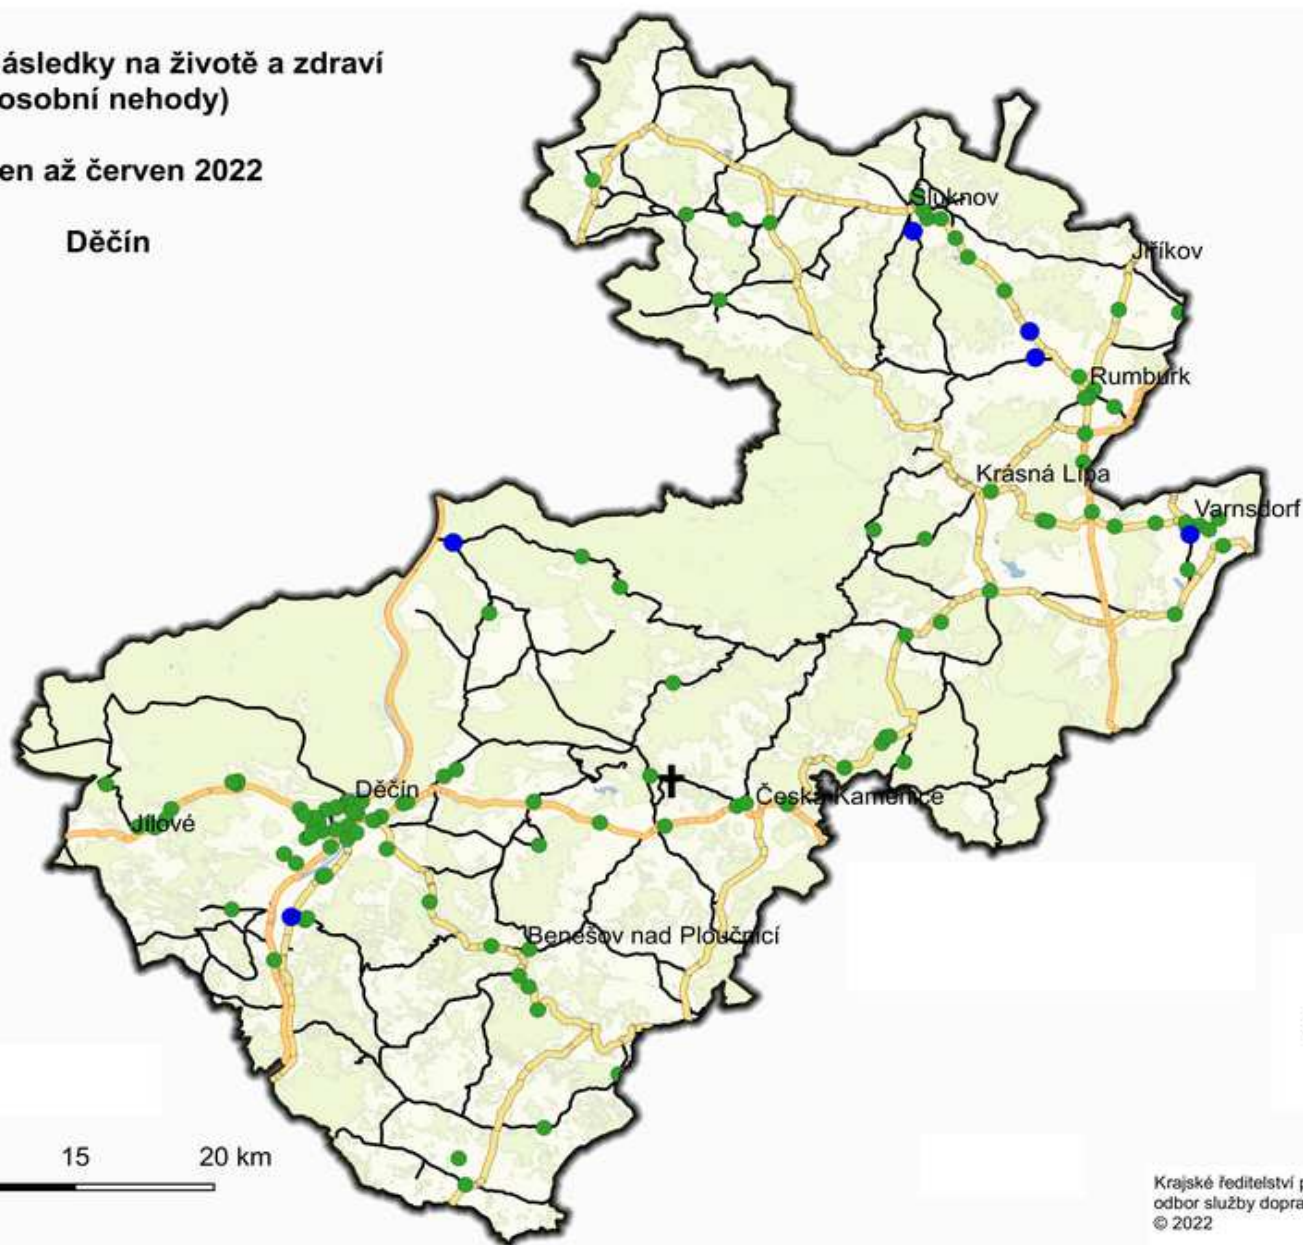 ásledky na životě a zdraví
osobní nehody)
en až červen 2022
Děčín
Šluknov
Jiříkov
Rumburk
Krásná Lípa
Varnsdorf
Děčín
Česká Kamenice
Jílové
Benešov nad Ploučnicí
15 20 km
Krajské ředitelství p
odbor služby dopra
© 2022